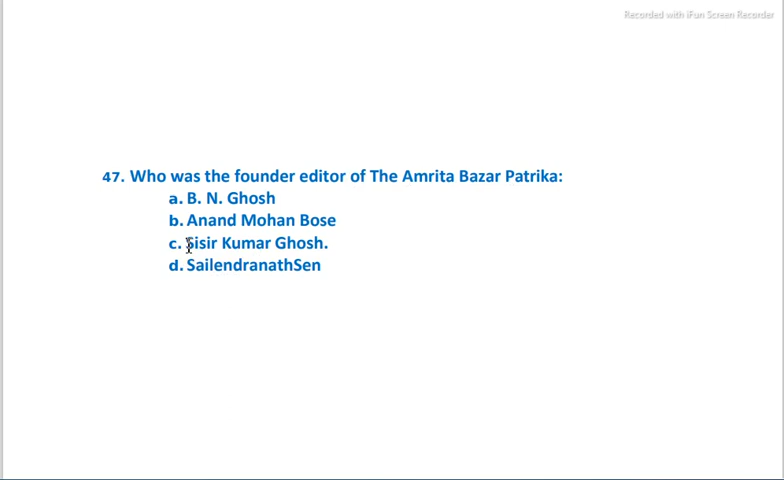 Recorded with iFun Screen Recorder
47. Who was the founder editor of The Amrita Bazar Patrika:
a. B. N. Ghosh
b. Anand Mohan Bose
c. Sisir Kumar Ghosh.
d. SailendranathSen